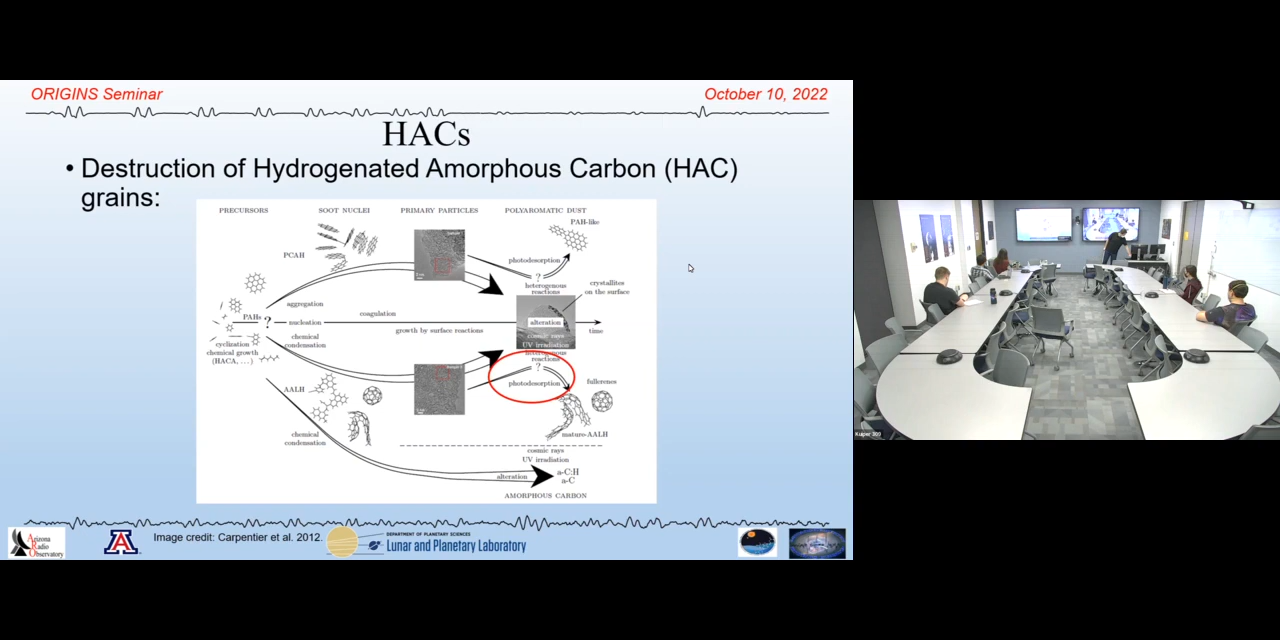 ORIGINS Seminar
October 10, 2022
HACs
• Destruction of Hydrogenated Amorphous Carbon (HAC)
grains:
PRECURSORS
SOOT NUCLEI
PRIMARY PARTICLES
POLYAROMATIC DUST
PAH-like
PCAH
photodesorption
?
heterogenous
reactions
crystallites
on the surface
aggregation
PAHs
?
nucleation
coagulation
growth by surface reactions
alteration
time
cosmic rays
UV irradiation
cyclization
chemical growth
(HACA, ...)
chemical
condensation
heterogenous
reactions
?
photodesorption
fullerenes
AALH
mature-AALH
chemical
condensation
cosmic rays
UV irradiation
alteration
a-C:H
a-C
AMORPHOUS CARBON
Arizona
Radio
Observatory
A
Image credit: Carpentier et al. 2012.
DEPARTMENT OF PLANETARY SCIENCES
Lunar and Planetary Laboratory
Kuiper 309